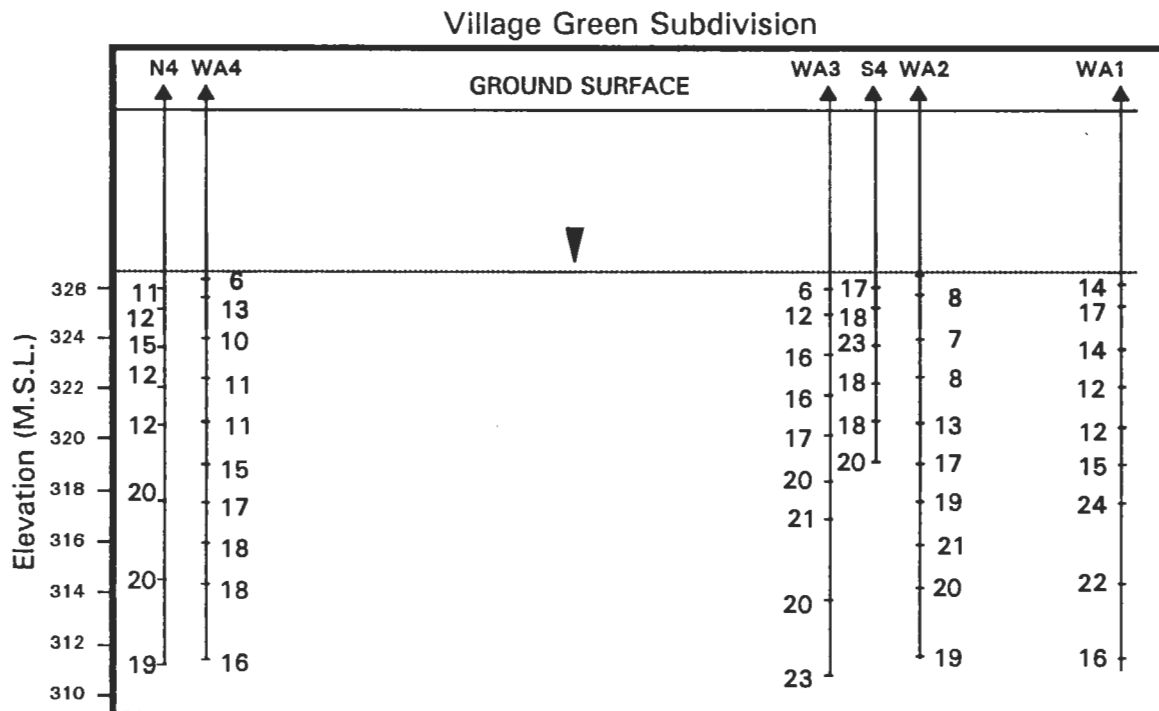 Village Green Subdivision
N4 WA4 GROUND SURFACE WA3 S4 WA2 WA1
Elevation (M.S.L.)
328 11 6 6 17 8 14
12 13 12 18 17
324 15 10 16 23 7 14
322 12 11 16 18 8 12
320 12 11 17 18 13 12
318 20 15 20 20 17 15
17 21 19 24
316 18 21
314 20 18 20 20 22
312
19 16 23 19 16
310